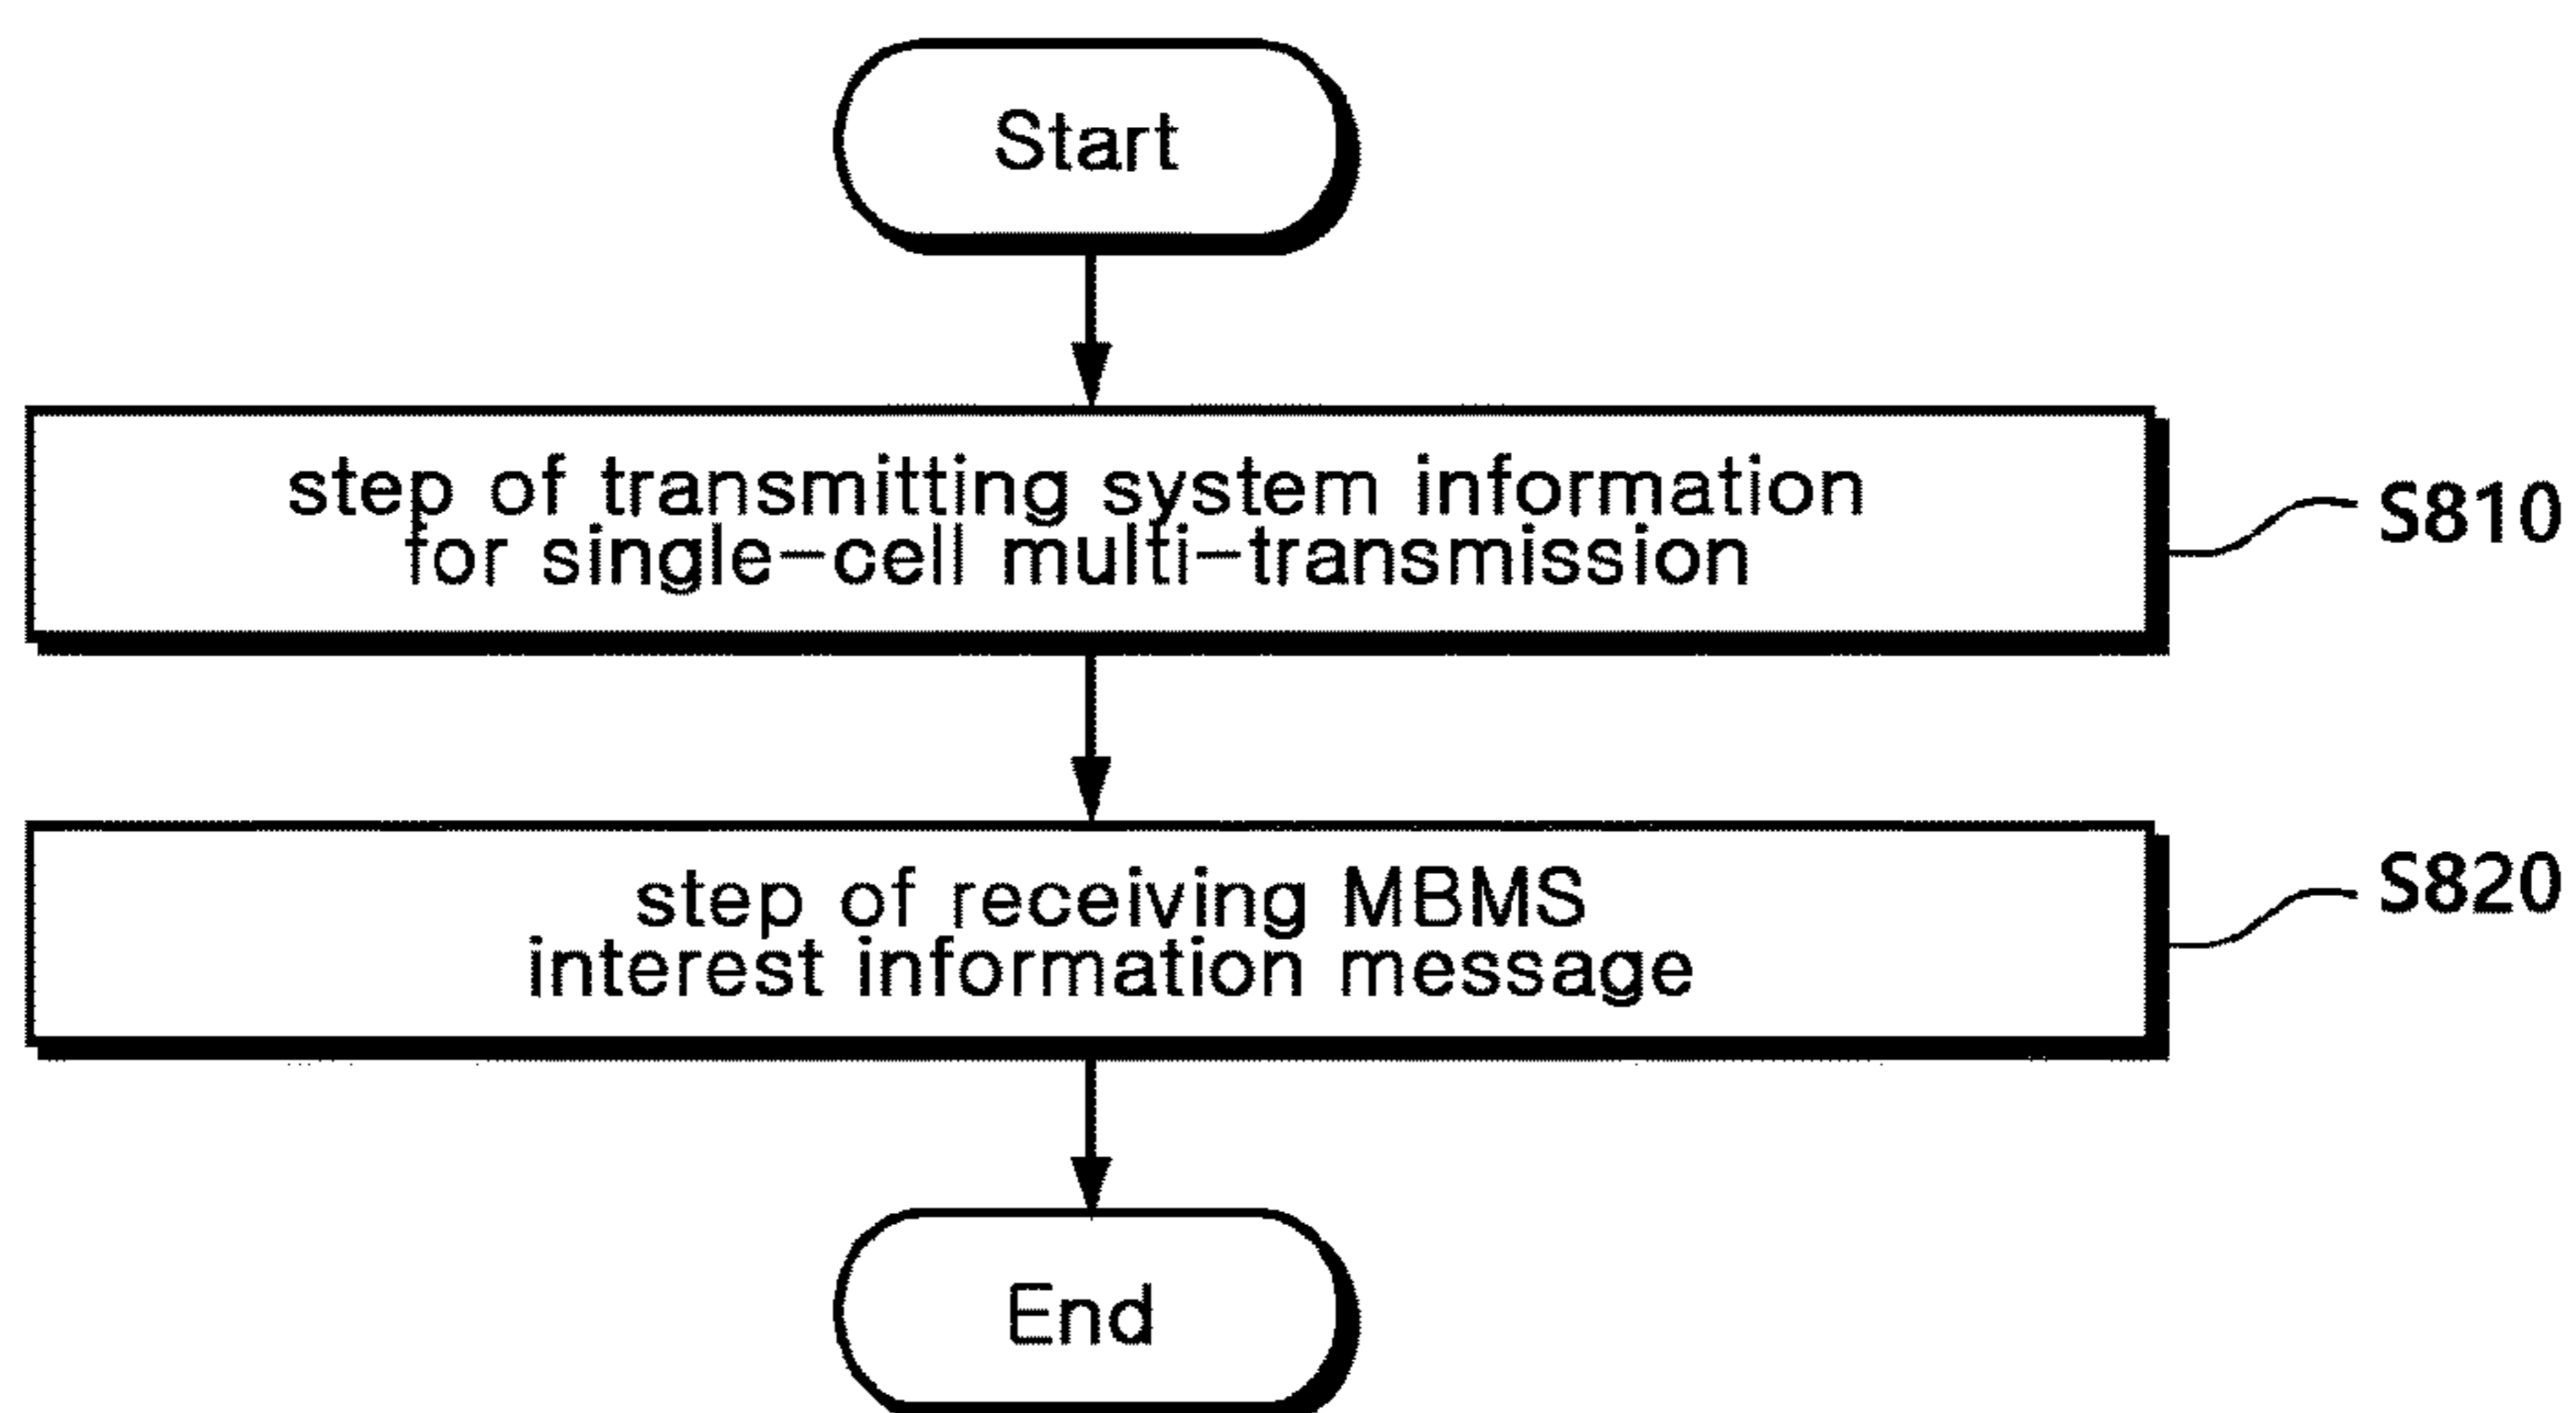 Start
step of transmitting system information
for single-cell multi-transmission
S810
step of receiving MBMS
interest information message
S820
End